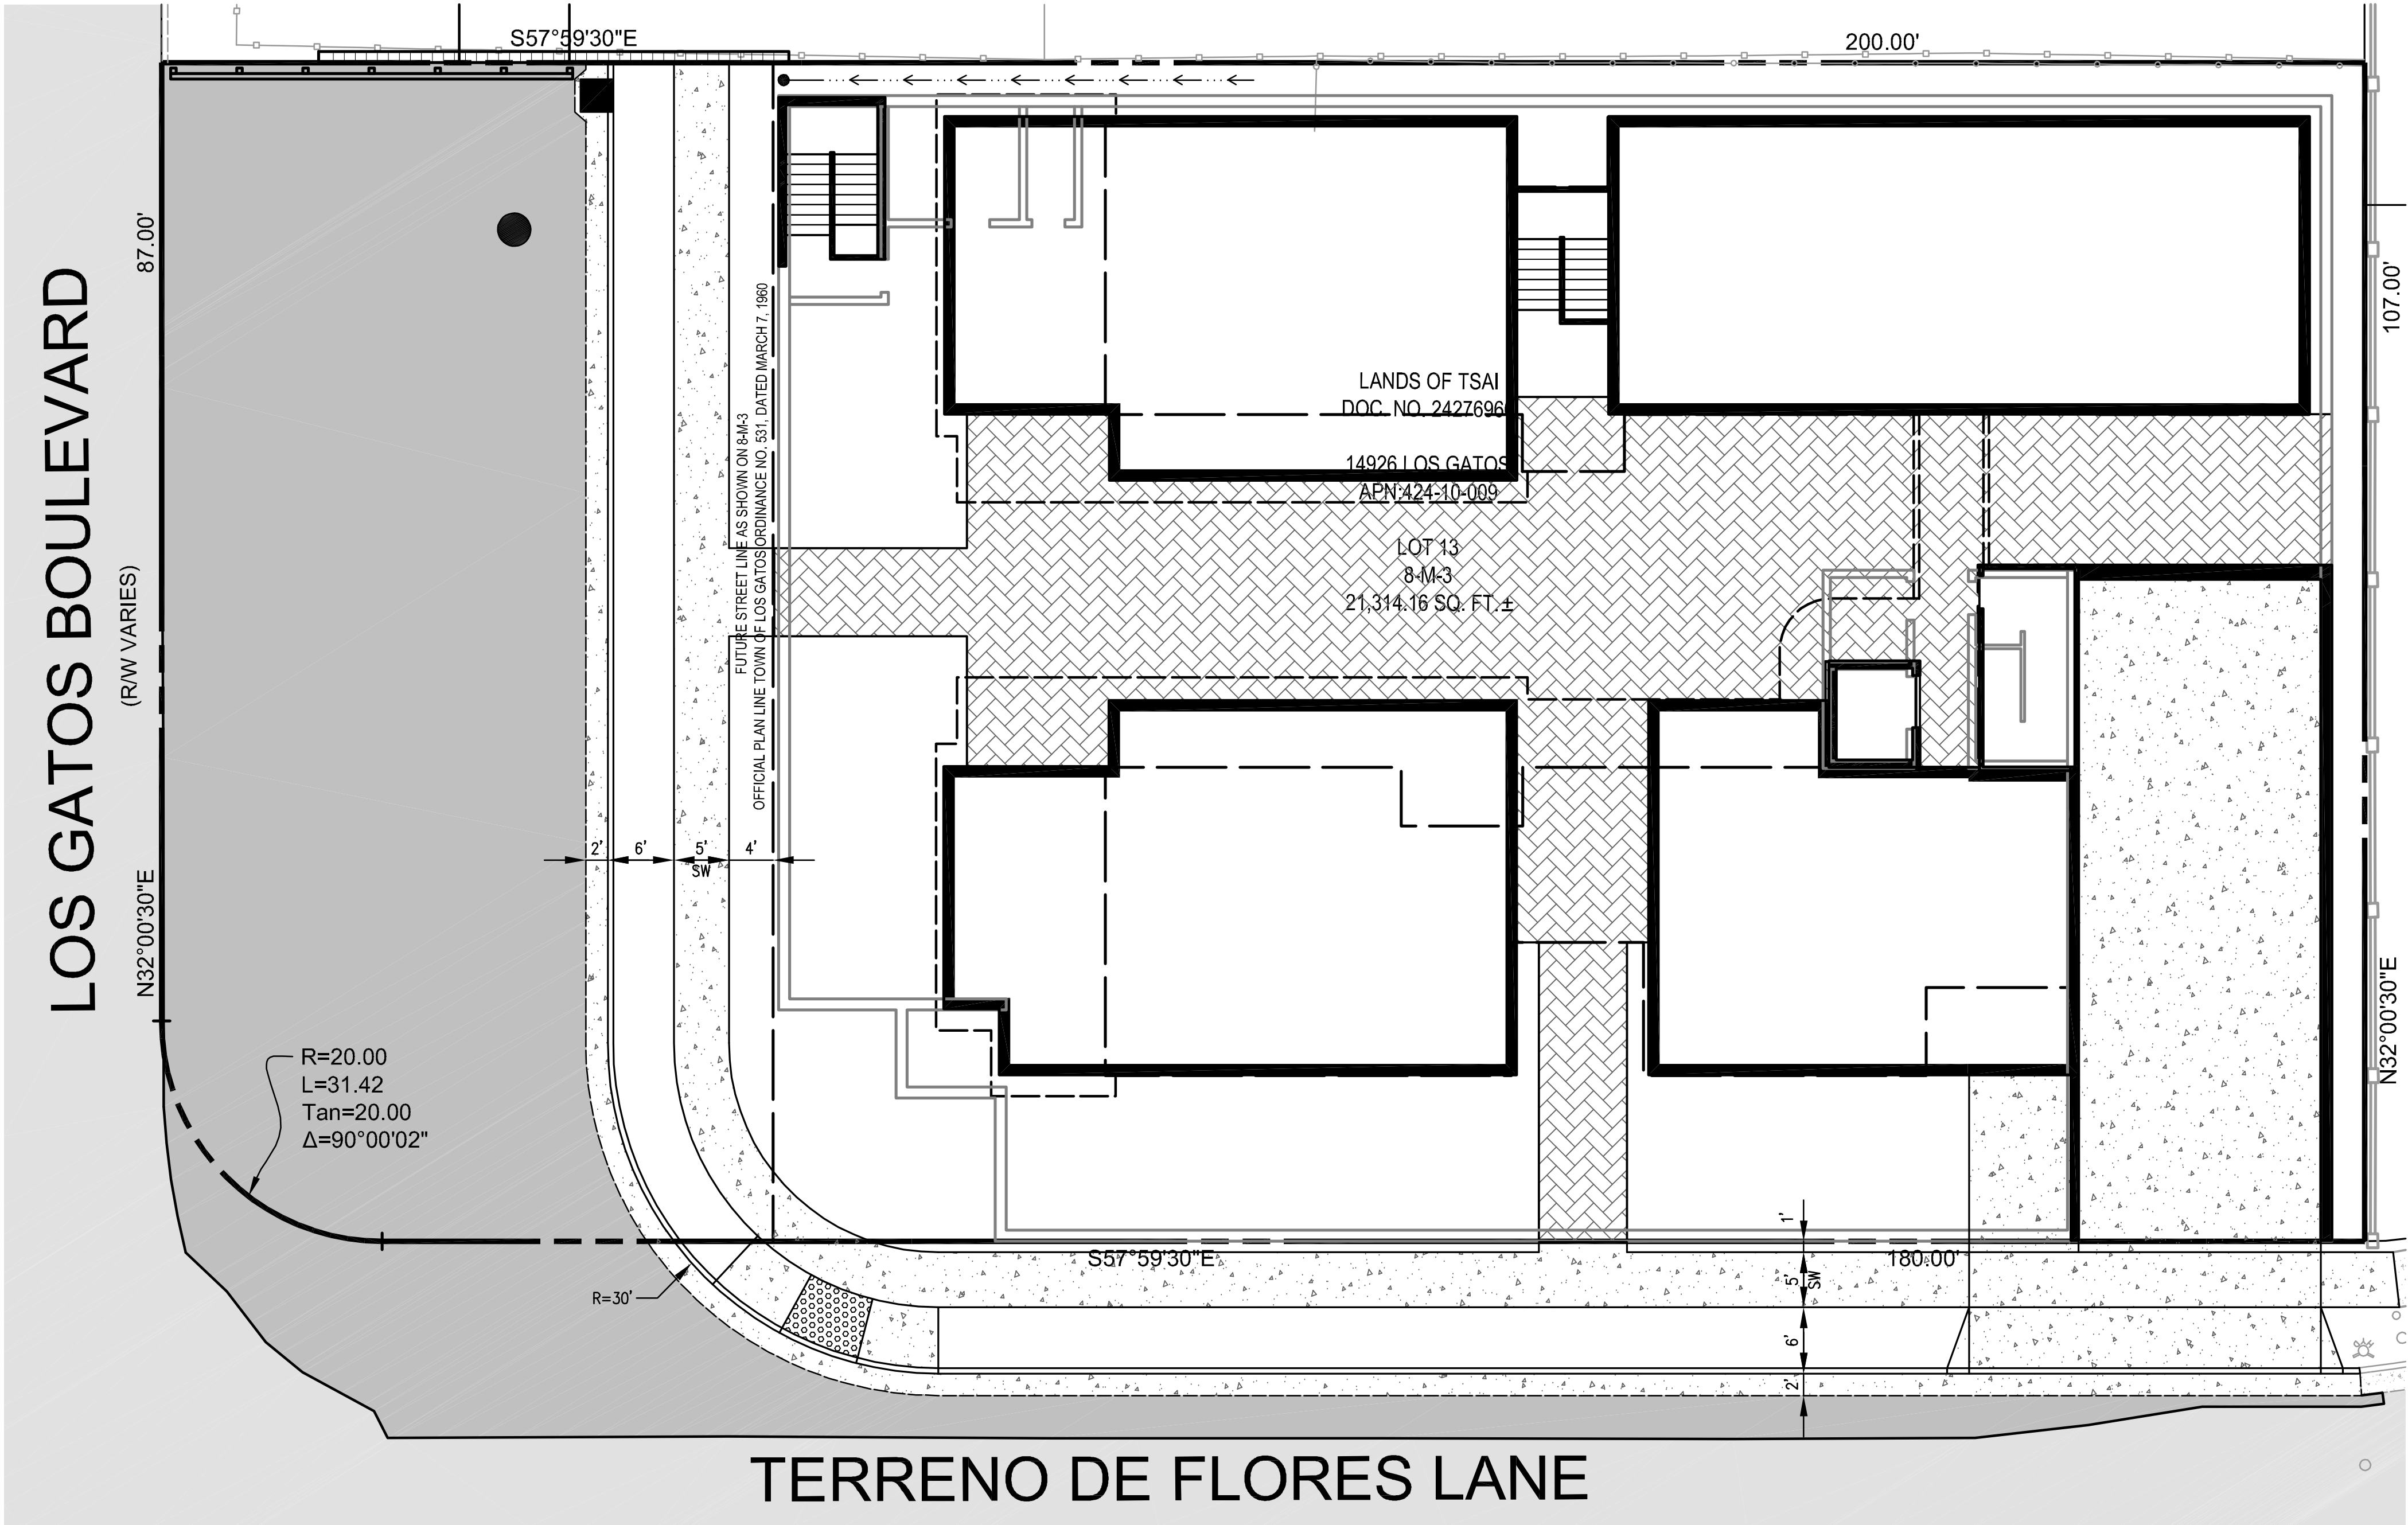 S57°59'30"E
200.00'
87.00'
107.00'
LOS GATOS BOULEVARD
(R/W VARIES)
N32°00'30"E
FUTURE STREET LINE AS SHOWN ON 8-M-3
OFFICIAL PLAN LINE TOWN OF LOS GATOS ORDINANCE NO. 531, DATED MARCH 7, 1960
LANDS OF TSAI
DOC. NO. 24276966
14926 LOS GATOS
APN:424-10-009
LOT 13
8-M-3
21,314.16 SQ. FT.±
2'
6'
5'
SW
4'
R=20.00
L=31.42
Tan=20.00
Δ=90°00'02"
N32°00'30"E
R=30'
S57°59'30"E
180.00'
1'
5'
SW
6'
2'
TERRENO DE FLORES LANE